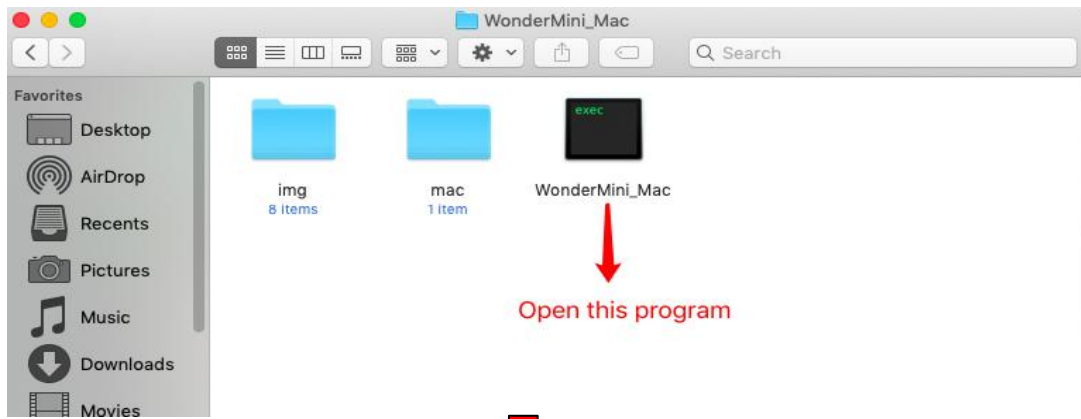 WonderMini_Mac
Search
Favorites
Desktop
AirDrop
Recents
Pictures
Music
Downloads
Movies
exec
img
8 items
mac
1 item
WonderMini_Mac
Open this program